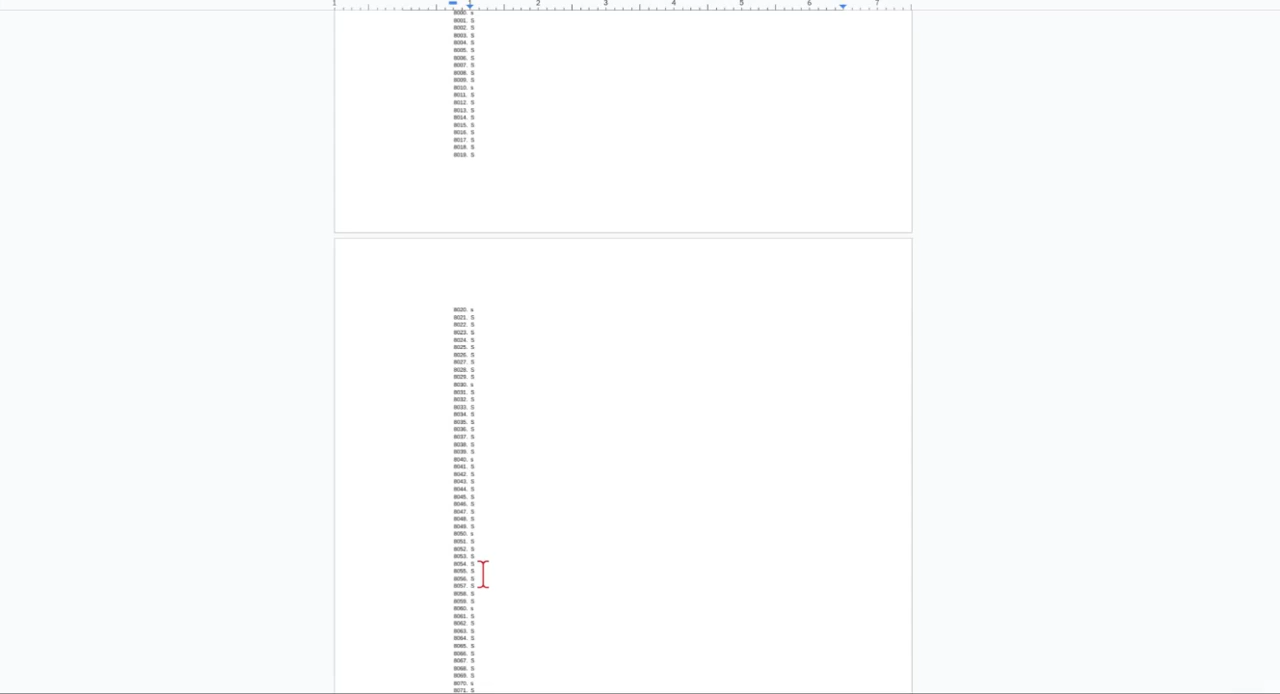 1 1 2 3 4 5 6 7
8000. s
8001. S
8002. S
8003. S
8004. S
8005. S
8006. S
8007. S
8008. S
8009. S
8010. s
8011. S
8012. S
8013. S
8014. S
8015. S
8016. S
8017. S
8018. S
8019. S
8020. s
8021. S
8022. S
8023. S
8024. S
8025. S
8026. S
8027. S
8028. S
8029. S
8030. s
8031. S
8032. S
8033. S
8034. S
8035. S
8036. S
8037. S
8038. S
8039. S
8040. s
8041. S
8042. S
8043. S
8044. S
8045. S
8046. S
8047. S
8048. S
8049. S
8050. s
8051. S
8052. S
8053. S
8054. S
8055. S
8056. S
8057. S
8058. S
8059. S
8060. s
8061. S
8062. S
8063. S
8064. S
8065. S
8066. S
8067. S
8068. S
8069. S
8070. s
8071. S